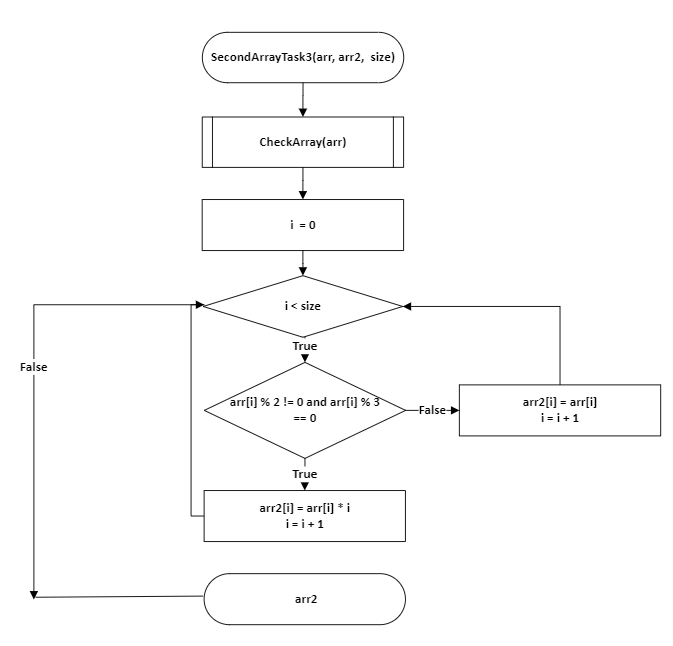 SecondArrayTask3(arr, arr2, size)
CheckArray(arr)
i = 0
i < size
True
False
arr[i] % 2 != 0 and arr[i] % 3
== 0
False
arr2[i] = arr[i]
i = i + 1
True
arr2[i] = arr[i] * i
i = i + 1
arr2